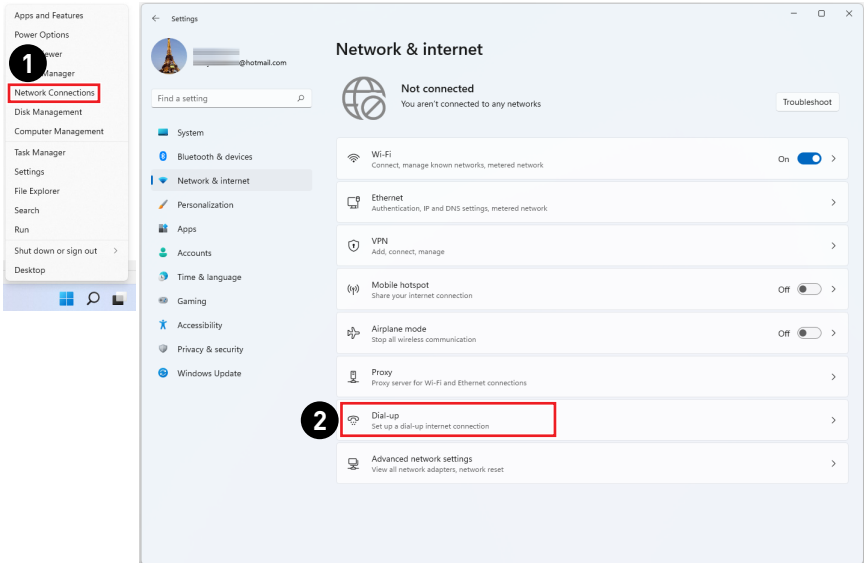 Apps and Features
Power Options
ewer
1
Manager
Network Connections
Disk Management
Computer Management
Task Manager
Settings
File Explorer
Search
Run
Shut down or sign out
Desktop
Settings
@hotmail.com
Find a setting
System
Bluetooth & devices
Network & internet
Personalization
Apps
Accounts
Time & language
Gaming
Accessibility
Privacy & security
Windows Update
Network & internet
Not connected
You aren't connected to any networks
Troubleshoot
Wi-Fi
Connect, manage known networks, metered network
On
Ethernet
Authentication, IP and DNS settings, metered network
VPN
Add, connect, manage
Mobile hotspot
Share your internet connection
Off
Airplane mode
Stop all wireless communication
Off
Proxy
Proxy server for Wi-Fi and Ethernet connections
2
Dial-up
Set up a dial-up internet connection
Advanced network settings
View all network adapters, network reset